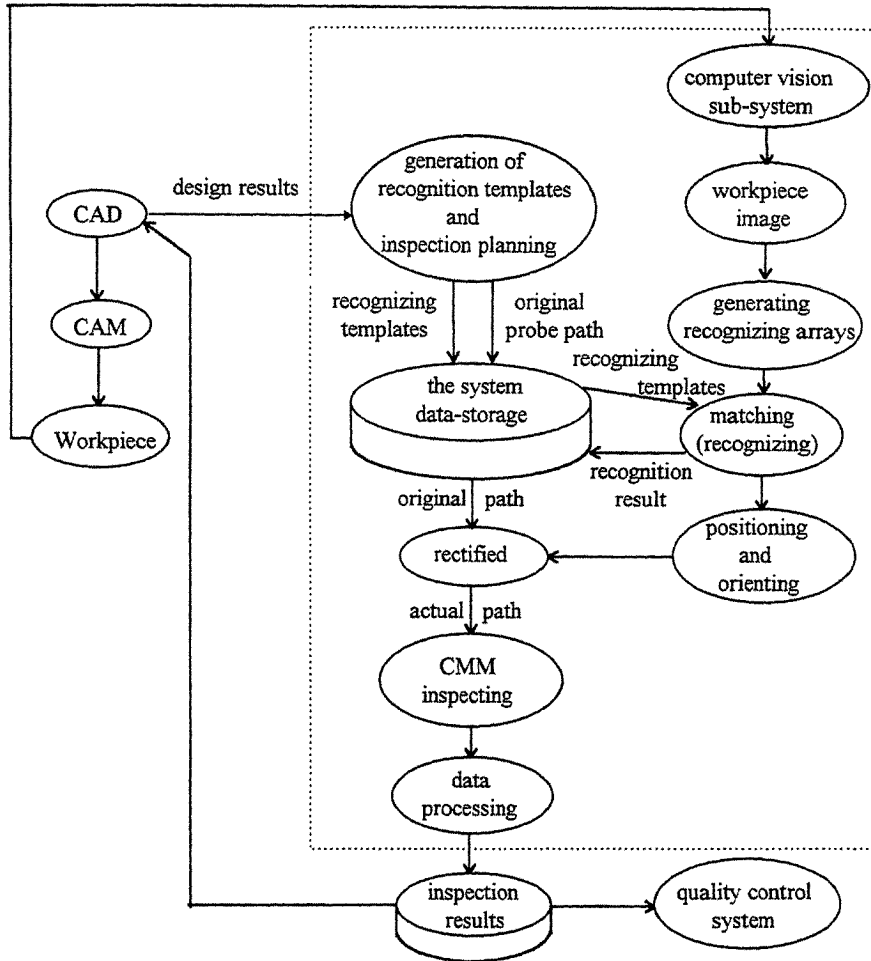 computer vision
sub-system
generation of
recognition templates
and
inspection planning
design results
CAD
workpiece
image
CAM
recognizing
templates
original
probe path
generating
recognizing arrays
recognizing
templates
the system
data-storage
matching
(recognizing)
Workpiece
recognition
result
original path
rectified
positioning
and
orienting
actual path
CMM
inspecting
data
processing
inspection
results
quality control
system